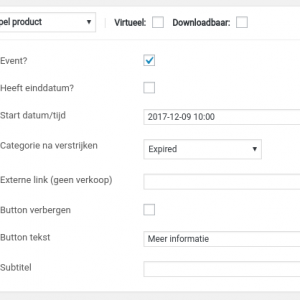 pel product Virtueel: Downloadbaar:
Event?
Heeft einddatum?
Start datum/tijd 2017-12-09 10:00
Categorie na verstrijken Expired
Externe link (geen verkoop)
Button verbergen
Button tekst Meer informatie
Subtitel